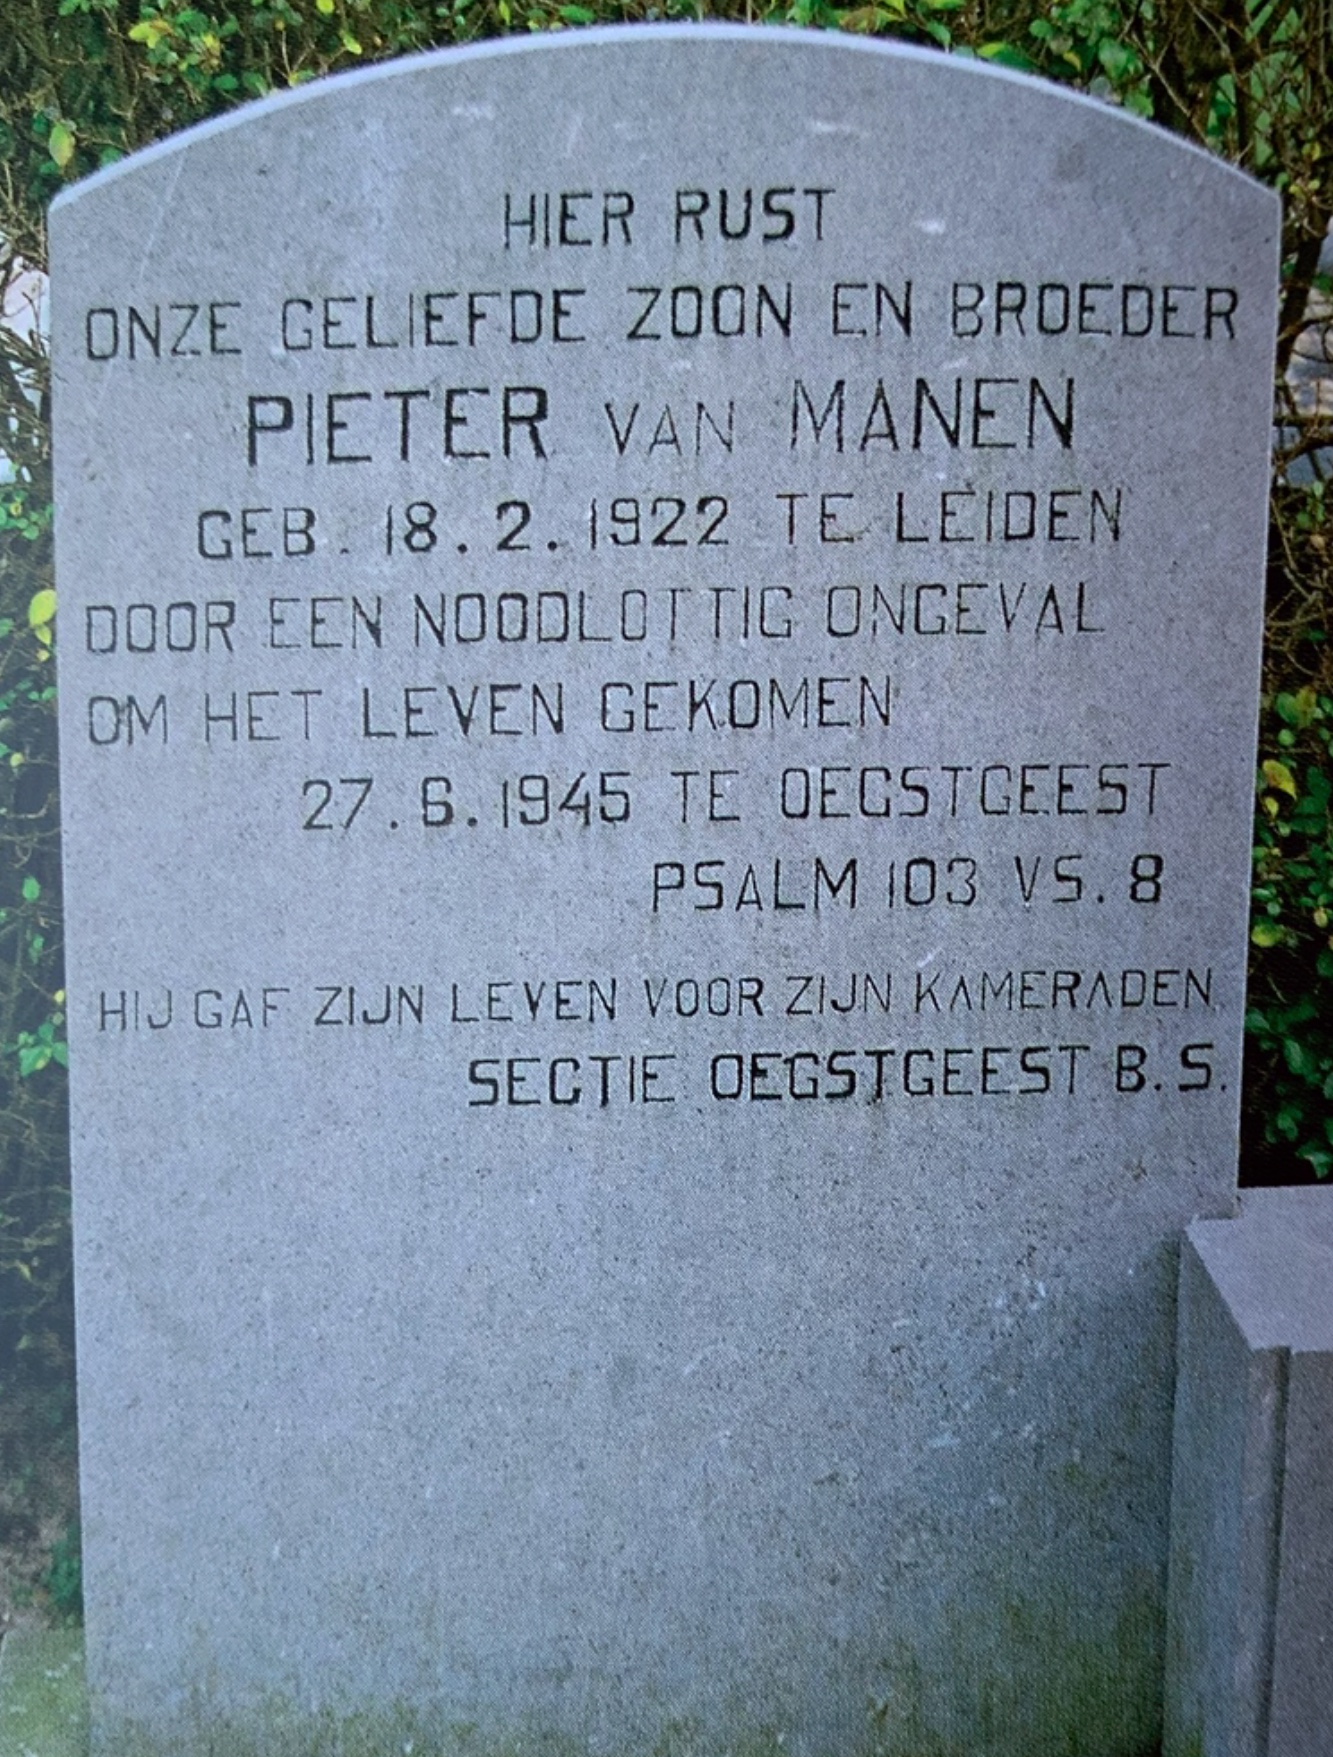 HIER RUST
ONZE GELIEFDE ZOON EN BROEDER
PIETER VAN MANEN
GEB. 18.2.1922 TE LEIDEN
DOOR EEN NOODLOTTIG ONGEVAL
OM HET LEVEN GEKOMEN
27.6.1945 TE OEGSTGEEST
PSALM 103 VS. 8
HIJ GAF ZIJN LEVEN VOOR ZIJN KAMERADEN.
SECTIE OEGSTGEEST B.S.